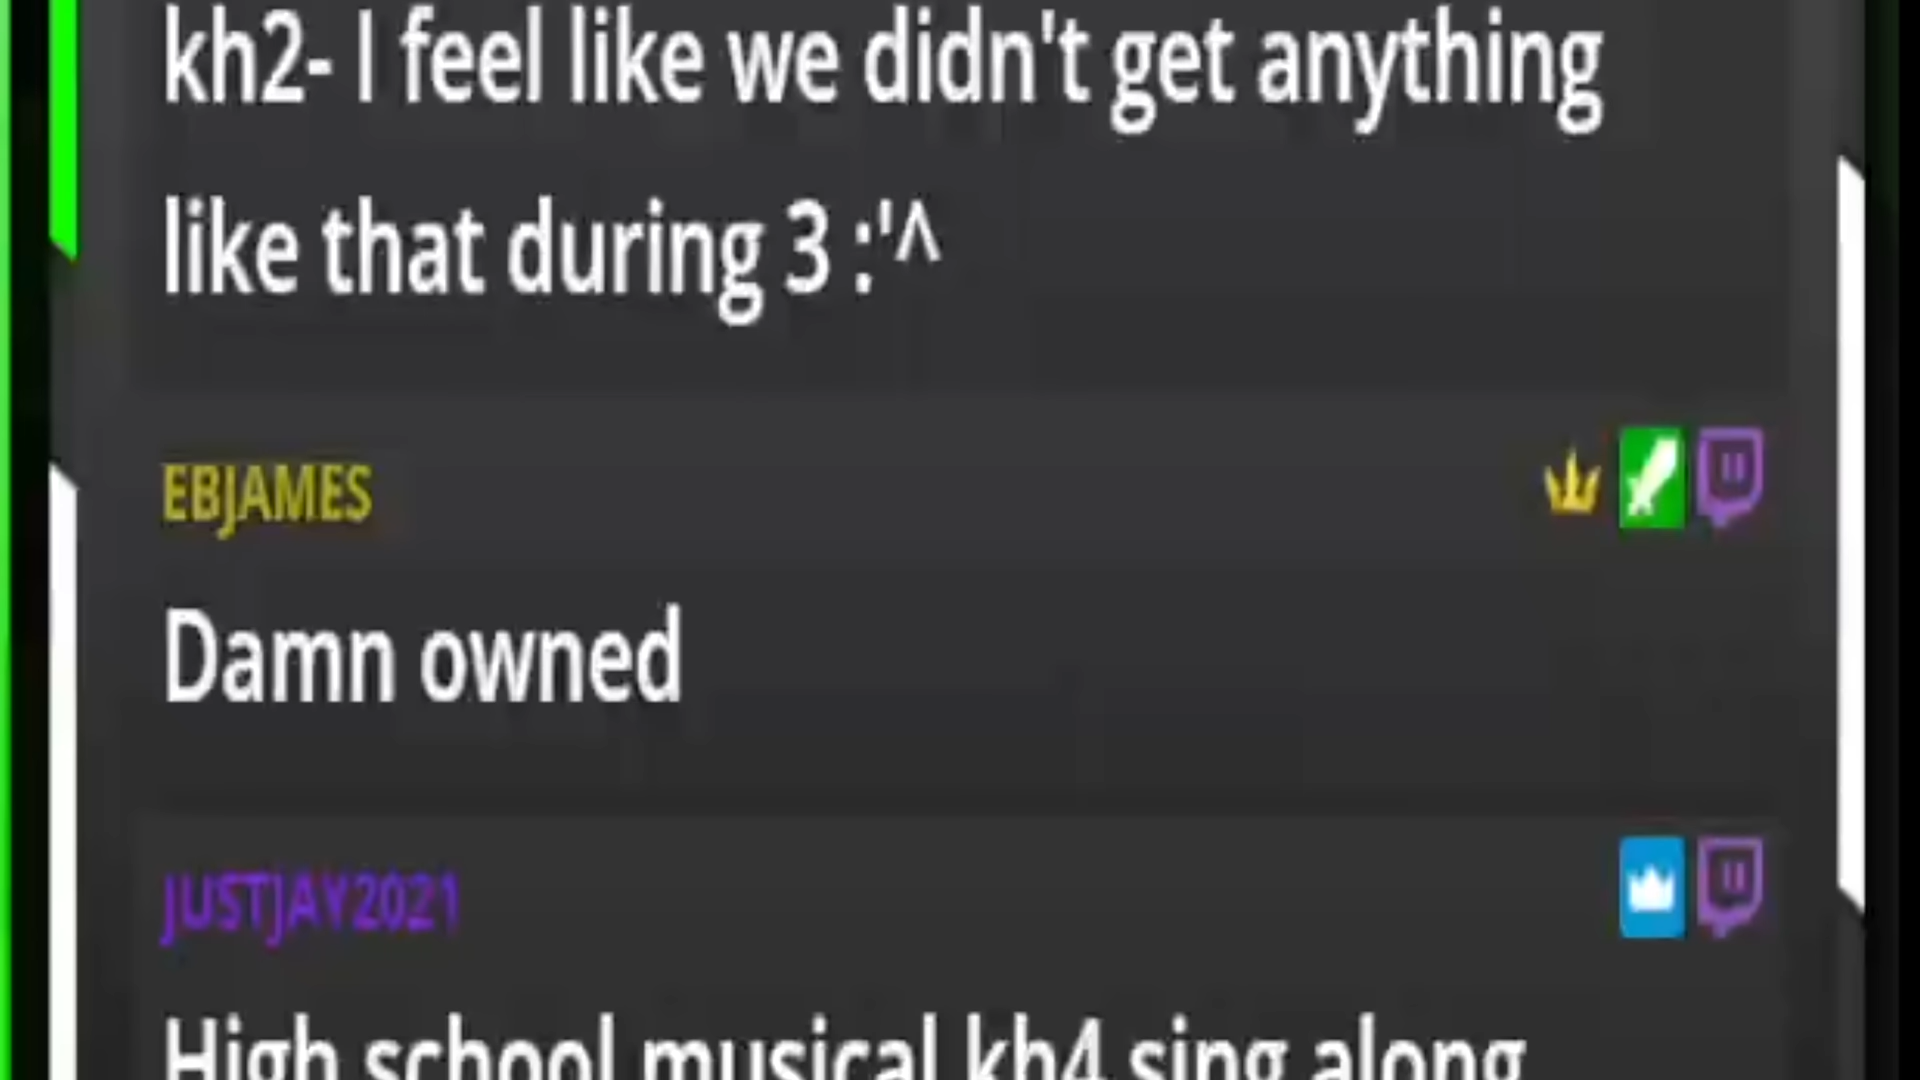 kh2- I feel like we didn't get anything
like that during 3 :'^
EBJAMES
Damn owned
JUSTJAY2021
High school musical kh4 sing along